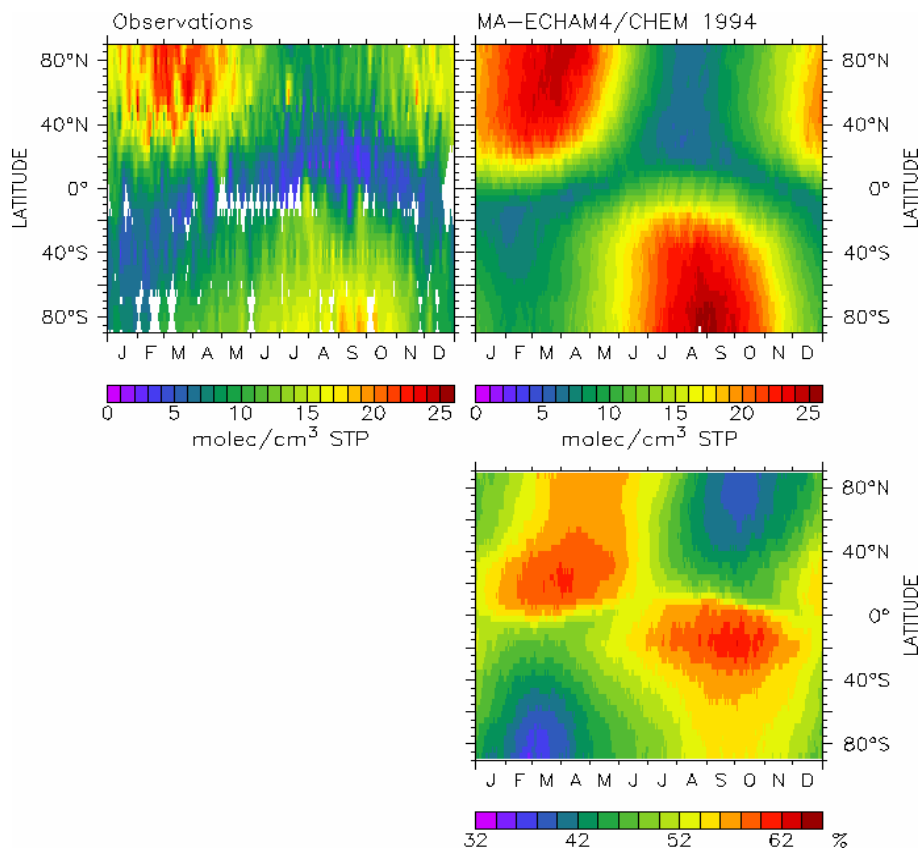 Observations
MA-ECHAM4/CHEM 1994
80°N
40°N
0°
40°S
80°S
LATITUDE
J F M A M J J A S O N D
80°N
40°N
0°
40°S
80°S
LATITUDE
J F M A M J J A S O N D
0 5 10 15 20 25
molec/cm³ STP
0 5 10 15 20 25
molec/cm³ STP
80°N
40°N
0°
40°S
80°S
LATITUDE
J F M A M J J A S O N D
32 42 52 62 %